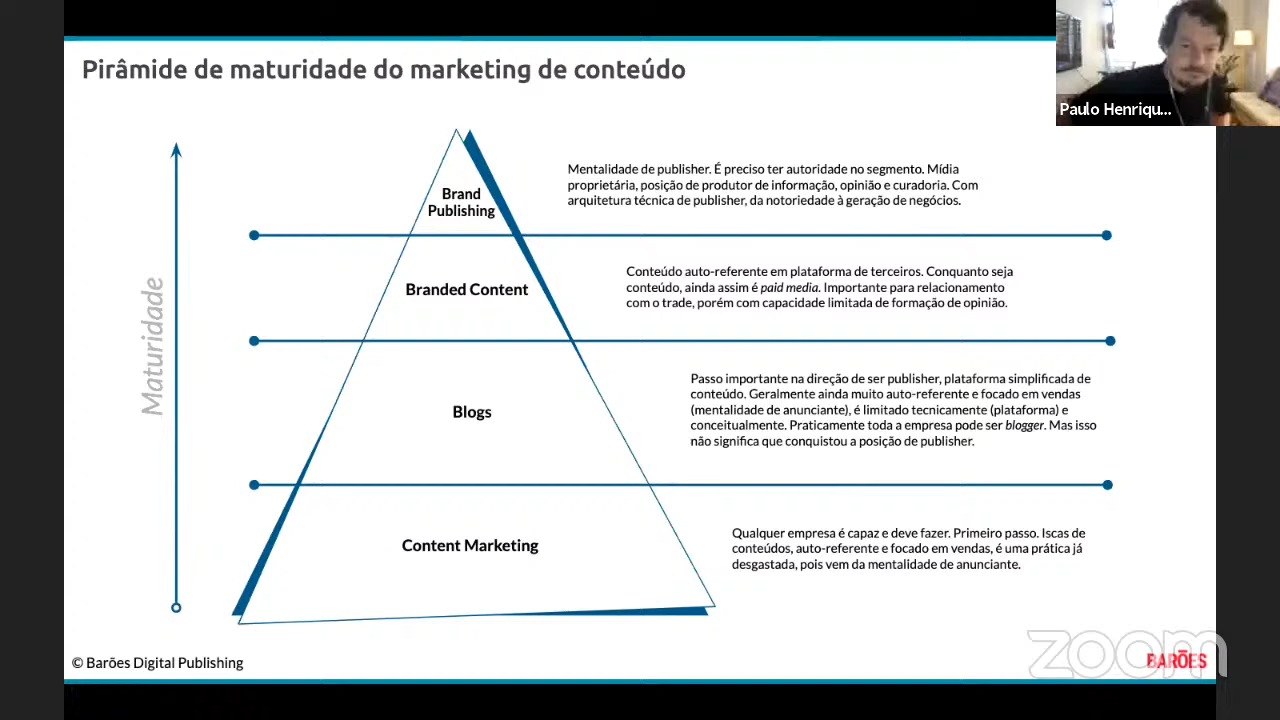 Pirâmide de maturidade do marketing de conteúdo
Paulo Henriqu...
Maturidade
Brand
Publishing
Mentalidade de publisher. É preciso ter autoridade no segmento. Mídia
proprietária, posição de produtor de informação, opinião e curadoria. Com
arquitetura técnica de publisher, da notoriedade à geração de negócios.
Branded Content
Conteúdo auto-referente em plataforma de terceiros. Conquanto seja
conteúdo, ainda assim é paid media. Importante para relacionamento
com o trade, porém com capacidade limitada de formação de opinião.
Blogs
Passo importante na direção de ser publisher, plataforma simplificada de
conteúdo. Geralmente ainda muito auto-referente e focado em vendas
(mentalidade de anunciante), é limitado tecnicamente (plataforma) e
conceitualmente. Praticamente toda a empresa pode ser blogger. Mas isso
não significa que conquistou a posição de publisher.
Content Marketing
Qualquer empresa é capaz e deve fazer. Primeiro passo. Iscas de
conteúdos, auto-referente e focado em vendas, é uma prática já
desgastada, pois vem da mentalidade de anunciante.
© Barões Digital Publishing
zoom
BARŌES